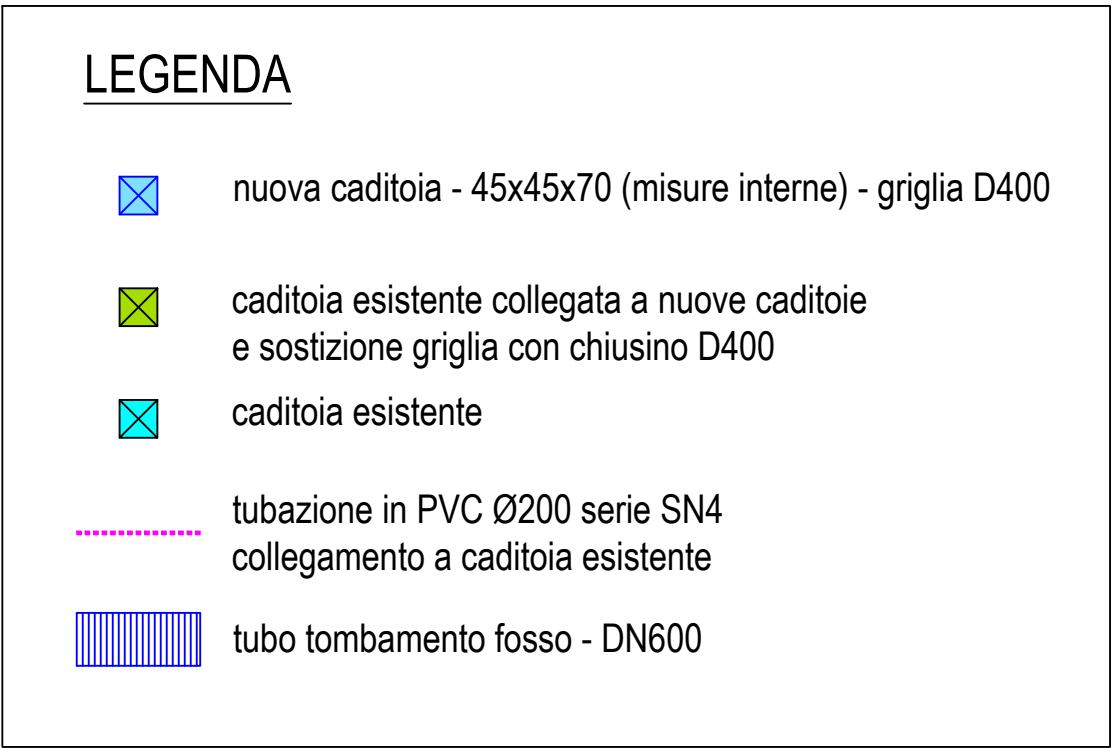 LEGENDA
nuova caditoia - 45x45x70 (misure interne) - griglia D400
caditoia esistente collegata a nuove caditoie
e sostizione griglia con chiusino D400
caditoia esistente
tubazione in PVC Ø200 serie SN4
collegamento a caditoia esistente
tubo tombamento fosso - DN600